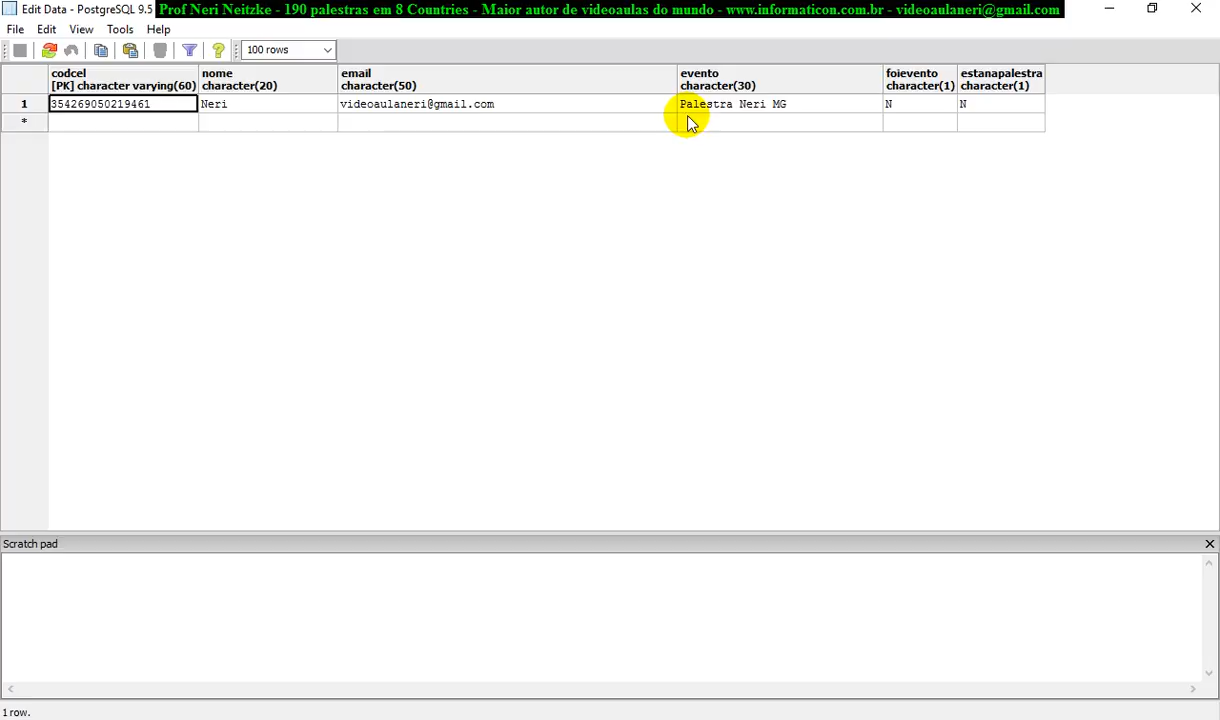 Edit Data - PostgreSQL 9.5
Prof Neri Neitzke - 190 palestras em 8 Countries - Maior autor de videoaulas do mundo - www.informaticon.com.br - videoaulaneri@gmail.com
File Edit View Tools Help
100 rows
codcel nome email evento foievento estanapalestra
[PK] character varying(60) character(20) character(50) character(30) character(1) character(1)
1 354269050219461 Neri videoaulaneri@gmail.com Palestra Neri MG N N
*
Scratch pad
1 row.